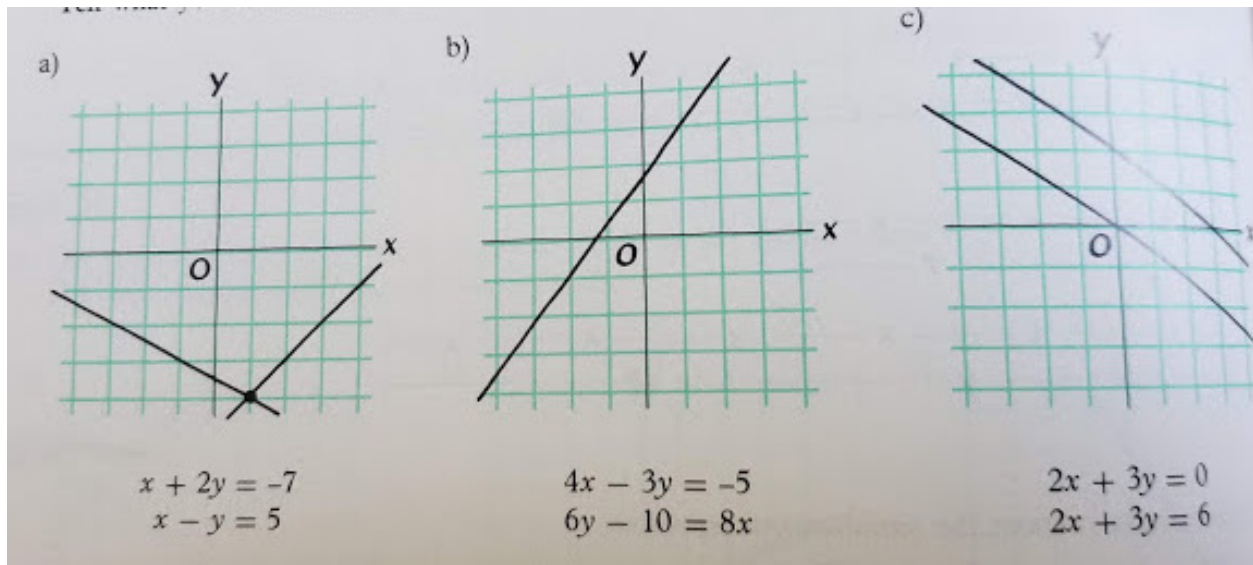 a)
y
x
O
x + 2y = –7
x – y = 5
b)
y
x
O
4x – 3y = –5
6y – 10 = 8x
c)
y
O
2x + 3y = 0
2x + 3y = 6